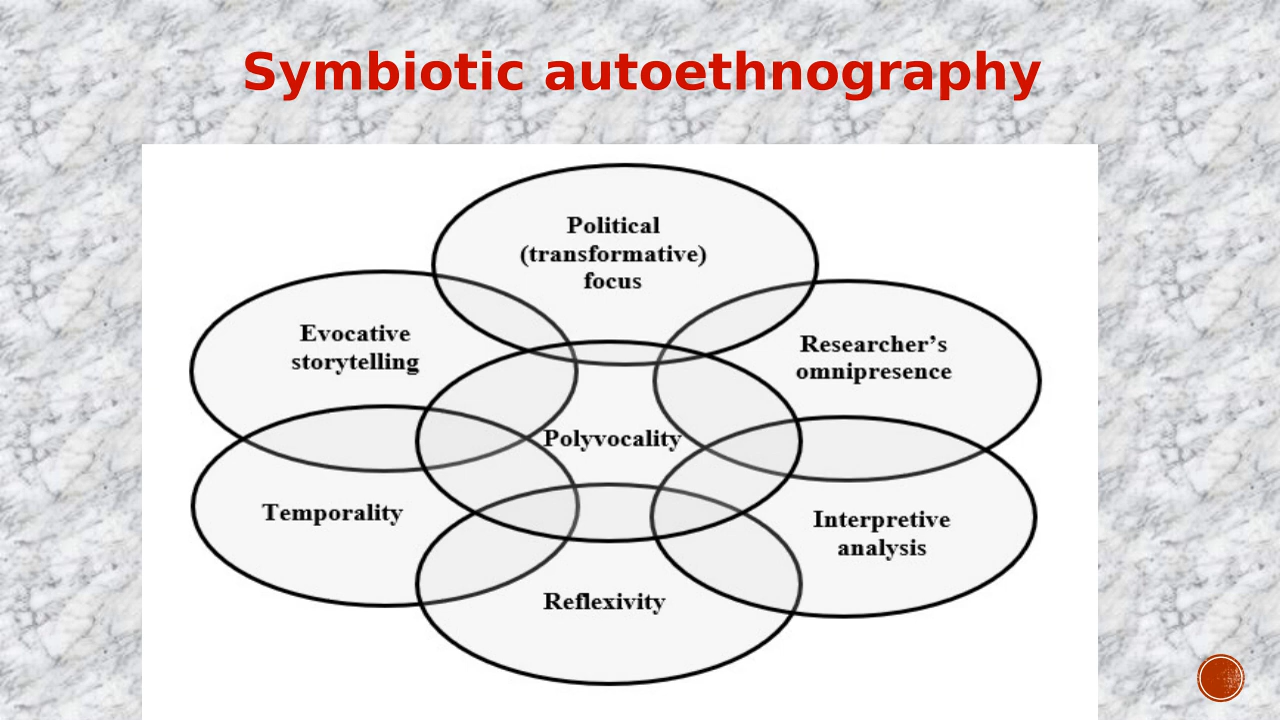 Symbiotic autoethnography
Political
(transformative)
focus
Evocative
storytelling
Researcher’s
omnipresence
Polyvocality
Temporality
Interpretive
analysis
Reflexivity